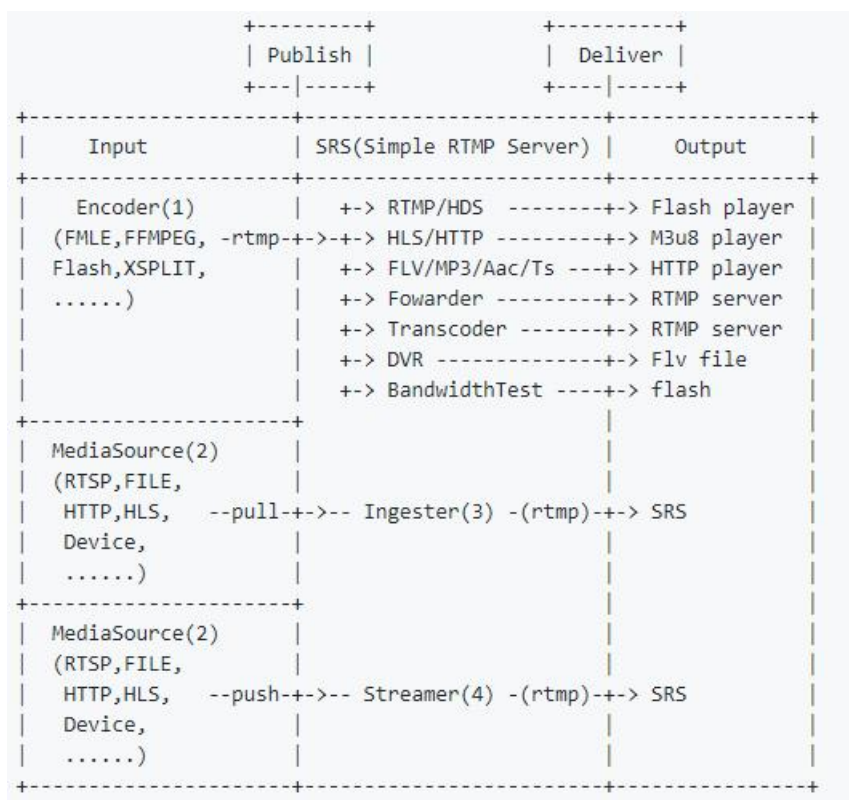 +---------+             +----------+
                  | Publish |             |  Deliver |
                  +---|-----+             +----|-----+
+----------------------+-------------------------+----------------+
|     Input            | SRS(Simple RTMP Server) |     Output     |
+----------------------+-------------------------+----------------+
|    Encoder(1)        |   +-> RTMP/HDS  --------+-> Flash player |
|  (FMLE,FFMPEG, -rtmp-+->-+-> HLS/HTTP ---------+-> M3u8 player  |
|  Flash,XSPLIT,       |   +-> FLV/MP3/Aac/Ts ---+-> HTTP player  |
|  ......)             |   +-> Fowarder ---------+-> RTMP server  |
|                      |   +-> Transcoder -------+-> RTMP server  |
|                      |   +-> DVR --------------+-> Flv file     |
|                      |   +-> BandwidthTest ----+-> flash        |
+----------------------+                         |                |
|  MediaSource(2)      |                         |                |
|  (RTSP,FILE,         |                         |                |
|   HTTP,HLS,   --pull-+->-- Ingester(3) -(rtmp)-+-> SRS          |
|   Device,            |                         |                |
|   ......)            |                         |                |
+----------------------+                         |                |
|  MediaSource(2)      |                         |                |
|  (RTSP,FILE,         |                         |                |
|   HTTP,HLS,   --push-+->-- Streamer(4) -(rtmp)-+-> SRS          |
|   Device,            |                         |                |
|   ......)            |                         |                |
+----------------------+-------------------------+----------------+